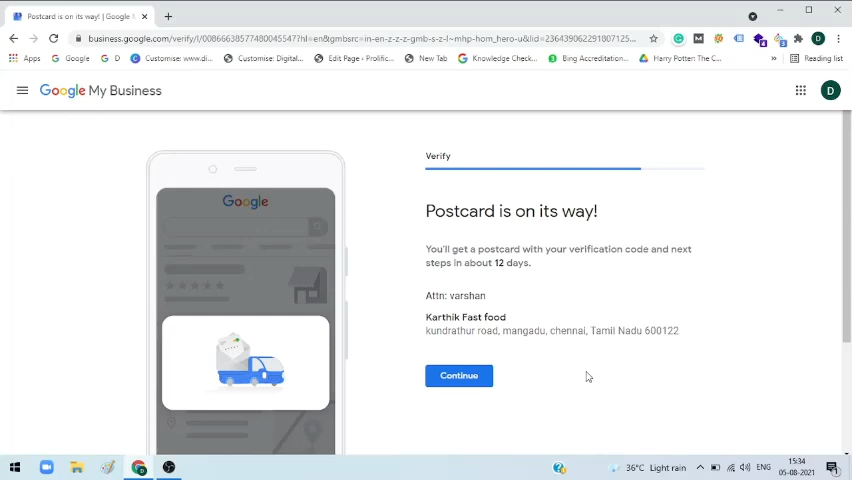 Postcard is on its way! | Google M
business.google.com/verify/l/00866638577480045547?hl=en&gmbsrc=in-en-z-z-z-gmb-s-z-l~mhp-hom_hero-u&lid=236439062291807125...
Apps
Google
G D
Customise: www.di...
Customise: Digital...
Edit Page - Prolific...
New Tab
Knowledge Check...
Bing Accreditation...
Harry Potter: The C...
»
Reading list
Google My Business
D
Verify
Google
Postcard is on its way!
You'll get a postcard with your verification code and next
steps in about 12 days.
Attn: varshan
Karthik Fast food
kundrathur road, mangadu, chennai, Tamil Nadu 600122
Continue
36°C Light rain
ENG
15:34
05-08-2021